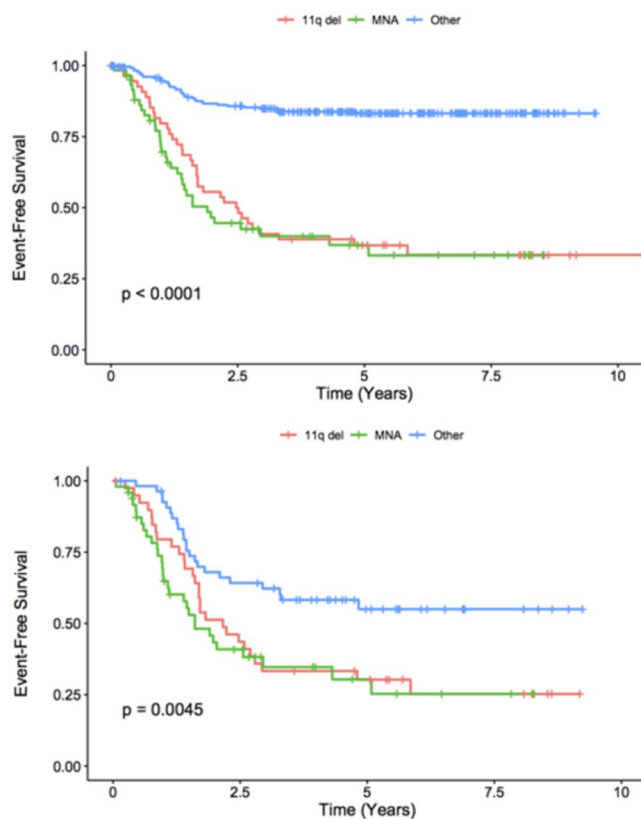 11q del MNA Other
1.00
0.75
0.50
0.25
0.00
Event-Free Survival
p < 0.0001
0 2.5 5 7.5 10
Time (Years)
11q del MNA Other
1.00
0.75
0.50
0.25
0.00
Event-Free Survival
p = 0.0045
0 2.5 5 7.5 10
Time (Years)